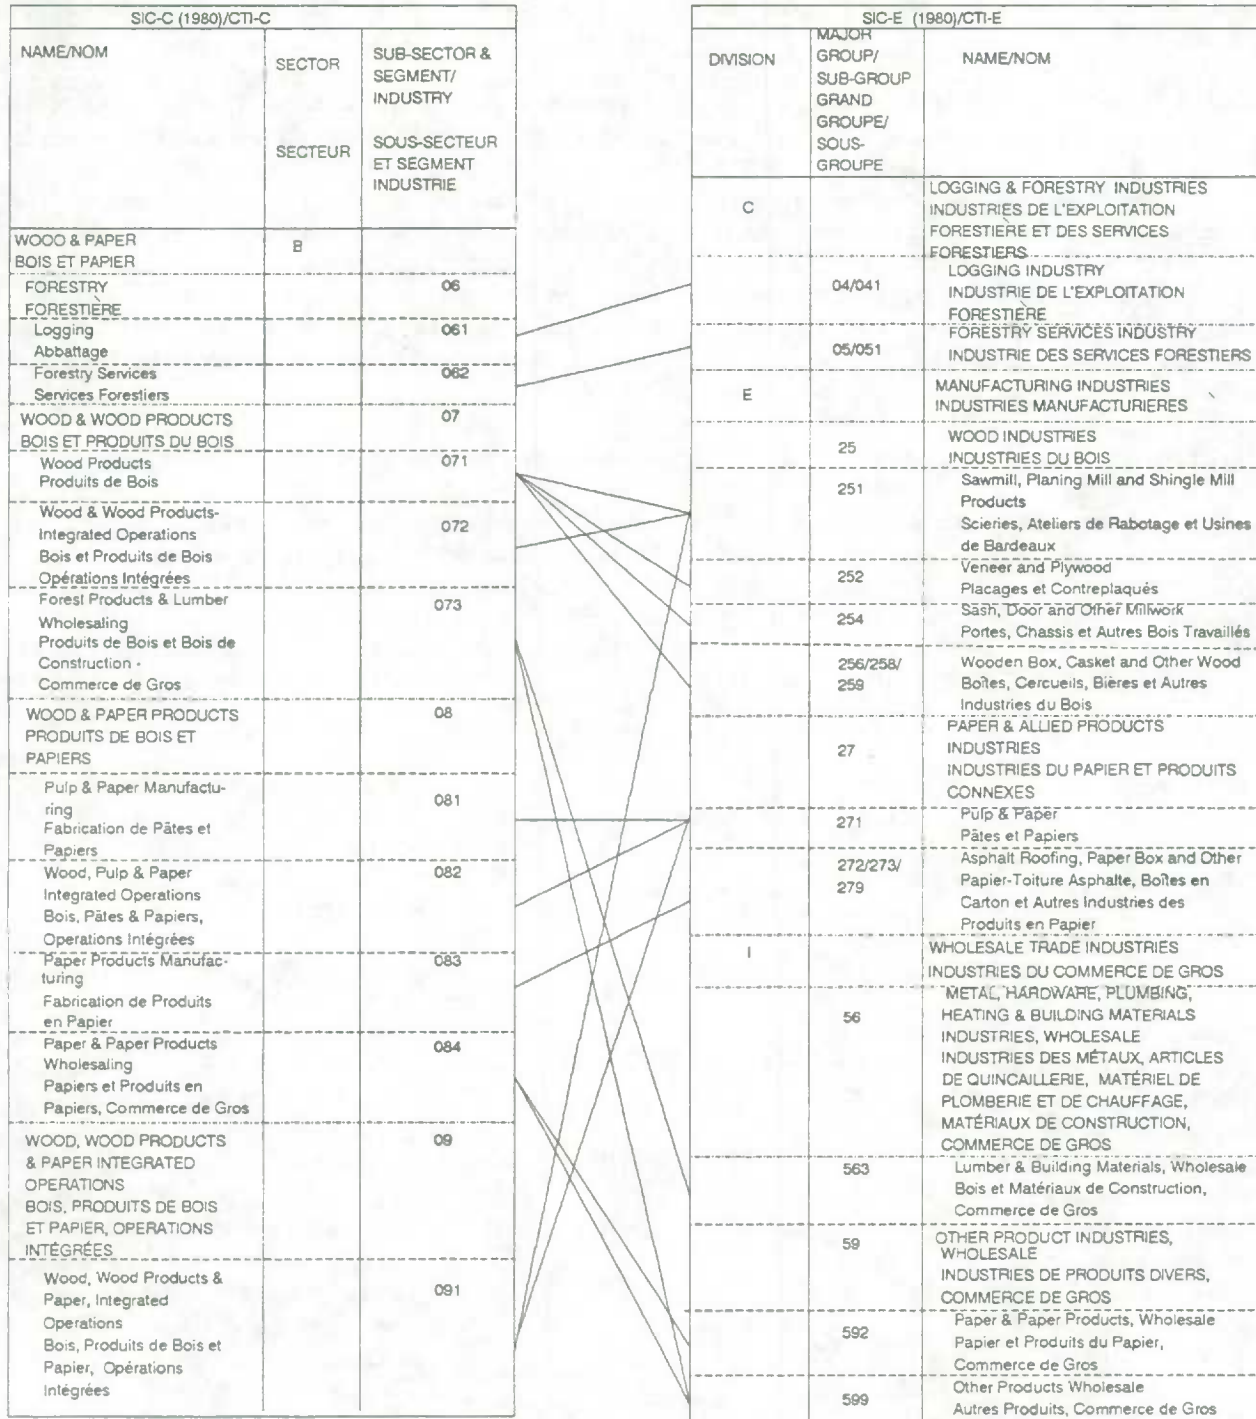 SIC-C (1980)/CTI-C
NAME/NOM
SECTOR
SECTEUR
SUB-SECTOR &
SEGMENT/
INDUSTRY
SOUS-SECTEUR
ET SEGMENT
INDUSTRIE
WOOD & PAPER
BOIS ET PAPIER
B
FORESTRY
FORESTIÈRE
06
Logging
Abbattage
061
Forestry Services
Services Forestiers
062
WOOD & WOOD PRODUCTS
BOIS ET PRODUITS DU BOIS
07
Wood Products
Produits de Bois
071
Wood & Wood Products-
Integrated Operations
Bois et Produits de Bois
Opérations Intégrées
072
Forest Products & Lumber
Wholesaling
Produits de Bois et Bois de
Construction -
Commerce de Gros
073
WOOD & PAPER PRODUCTS
PRODUITS DE BOIS ET
PAPIERS
08
Pulp & Paper Manufactu-
ring
Fabrication de Pâtes et
Papiers
081
Wood, Pulp & Paper
Integrated Operations
Bois, Pâtes & Papiers,
Operations Intégrées
082
Paper Products Manufac-
turing
Fabrication de Produits
en Papier
083
Paper & Paper Products
Wholesaling
Papiers et Produits en
Papiers, Commerce de Gros
084
WOOD, WOOD PRODUCTS
& PAPER INTEGRATED
OPERATIONS
BOIS, PRODUITS DE BOIS
ET PAPIER, OPERATIONS
INTÉGRÉES
09
Wood, Wood Products &
Paper, Integrated
Operations
Bois, Produits de Bois et
Papier, Opérations
Intégrées
091
SIC-E (1980)/CTI-E
DIVISION
MAJOR
GROUP/
SUB-GROUP
GRAND
GROUPE/
SOUS-
GROUPE
NAME/NOM
C
LOGGING & FORESTRY INDUSTRIES
INDUSTRIES DE L'EXPLOITATION
FORESTIÈRE ET DES SERVICES
FORESTIERS
04/041
LOGGING INDUSTRY
INDUSTRIE DE L'EXPLOITATION
FORESTIÈRE
05/051
FORESTRY SERVICES INDUSTRY
INDUSTRIE DES SERVICES FORESTIERS
E
MANUFACTURING INDUSTRIES
INDUSTRIES MANUFACTURIERES
25
WOOD INDUSTRIES
INDUSTRIES DU BOIS
251
Sawmill, Planing Mill and Shingle Mill
Products
Scieries, Ateliers de Rabotage et Usines
de Bardeaux
252
Veneer and Plywood
Placages et Contreplaqués
254
Sash, Door and Other Millwork
Portes, Chassis et Autres Bois Travaillés
256/258/
259
Wooden Box, Casket and Other Wood
Boîtes, Cercueils, Bières et Autres
Industries du Bois
27
PAPER & ALLIED PRODUCTS
INDUSTRIES
INDUSTRIES DU PAPIER ET PRODUITS
CONNEXES
271
Pulp & Paper
Pâtes et Papiers
272/273/
279
Asphalt Roofing, Paper Box and Other
Papier-Toiture Asphalte, Boîtes en
Carton et Autres Industries des
Produits en Papier
I
WHOLESALE TRADE INDUSTRIES
INDUSTRIES DU COMMERCE DE GROS
56
METAL, HARDWARE, PLUMBING,
HEATING & BUILDING MATERIALS
INDUSTRIES, WHOLESALE
INDUSTRIES DES MÉTAUX, ARTICLES
DE QUINCAILLERIE, MATÉRIEL DE
PLOMBERIE ET DE CHAUFFAGE,
MATÉRIAUX DE CONSTRUCTION,
COMMERCE DE GROS
563
Lumber & Building Materials, Wholesale
Bois et Matériaux de Construction,
Commerce de Gros
59
OTHER PRODUCT INDUSTRIES,
WHOLESALE
INDUSTRIES DE PRODUITS DIVERS,
COMMERCE DE GROS
592
Paper & Paper Products, Wholesale
Papier et Produits du Papier,
Commerce de Gros
599
Other Products Wholesale
Autres Produits, Commerce de Gros